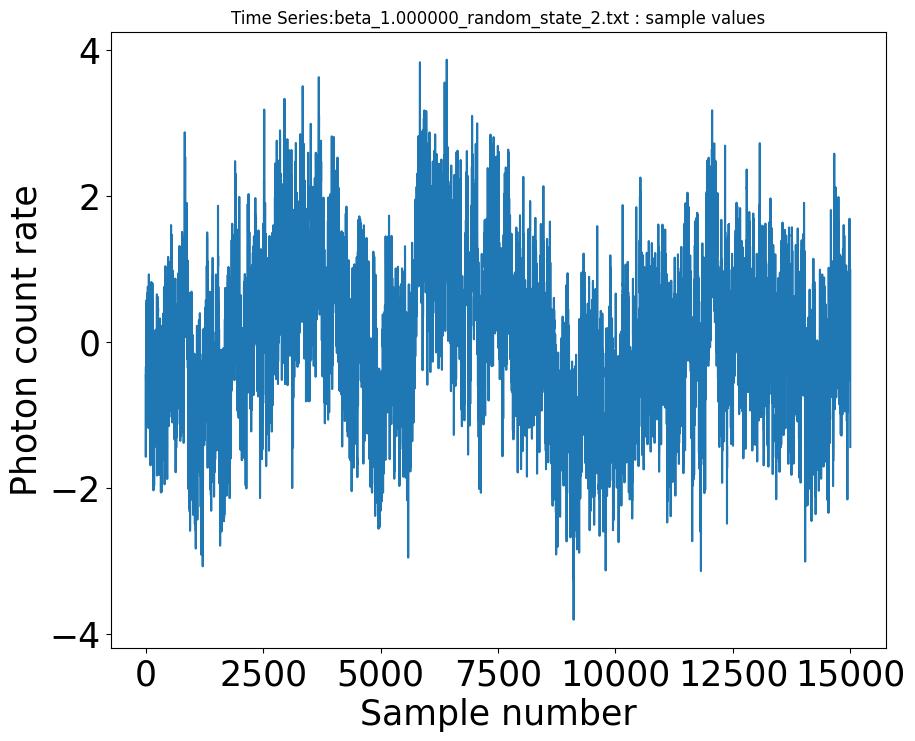 Time Series:beta_1.000000_random_state_2.txt : sample values
4
2
0
−2
−4
Photon count rate
0 2500 5000 7500 10000 12500 15000
Sample number